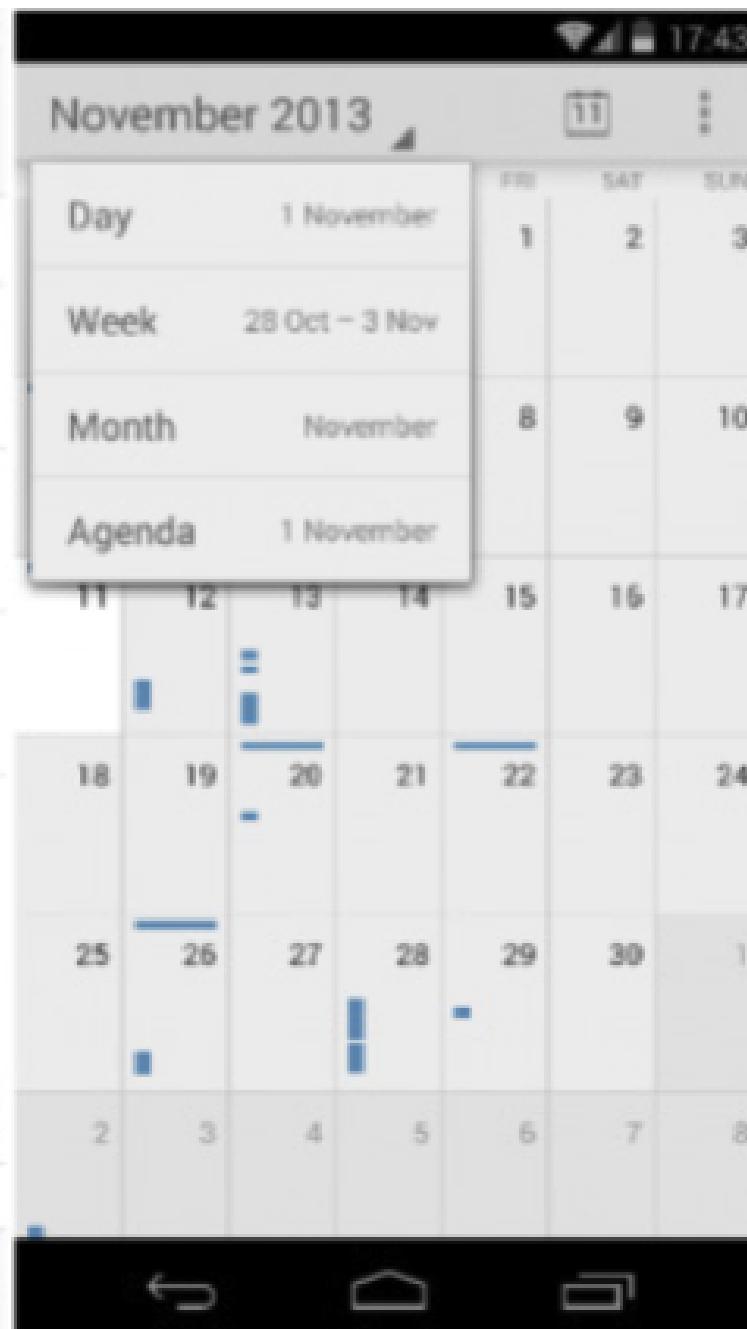 17:43
November 2013 11
FRI SAT SUN
Day 1 November
1 2 3
Week 28 Oct – 3 Nov
Month November
8 9 10
Agenda 1 November
11 12 13 14 15 16 17
18 19 20 21 22 23 24
25 26 27 28 29 30 1
2 3 4 5 6 7 8